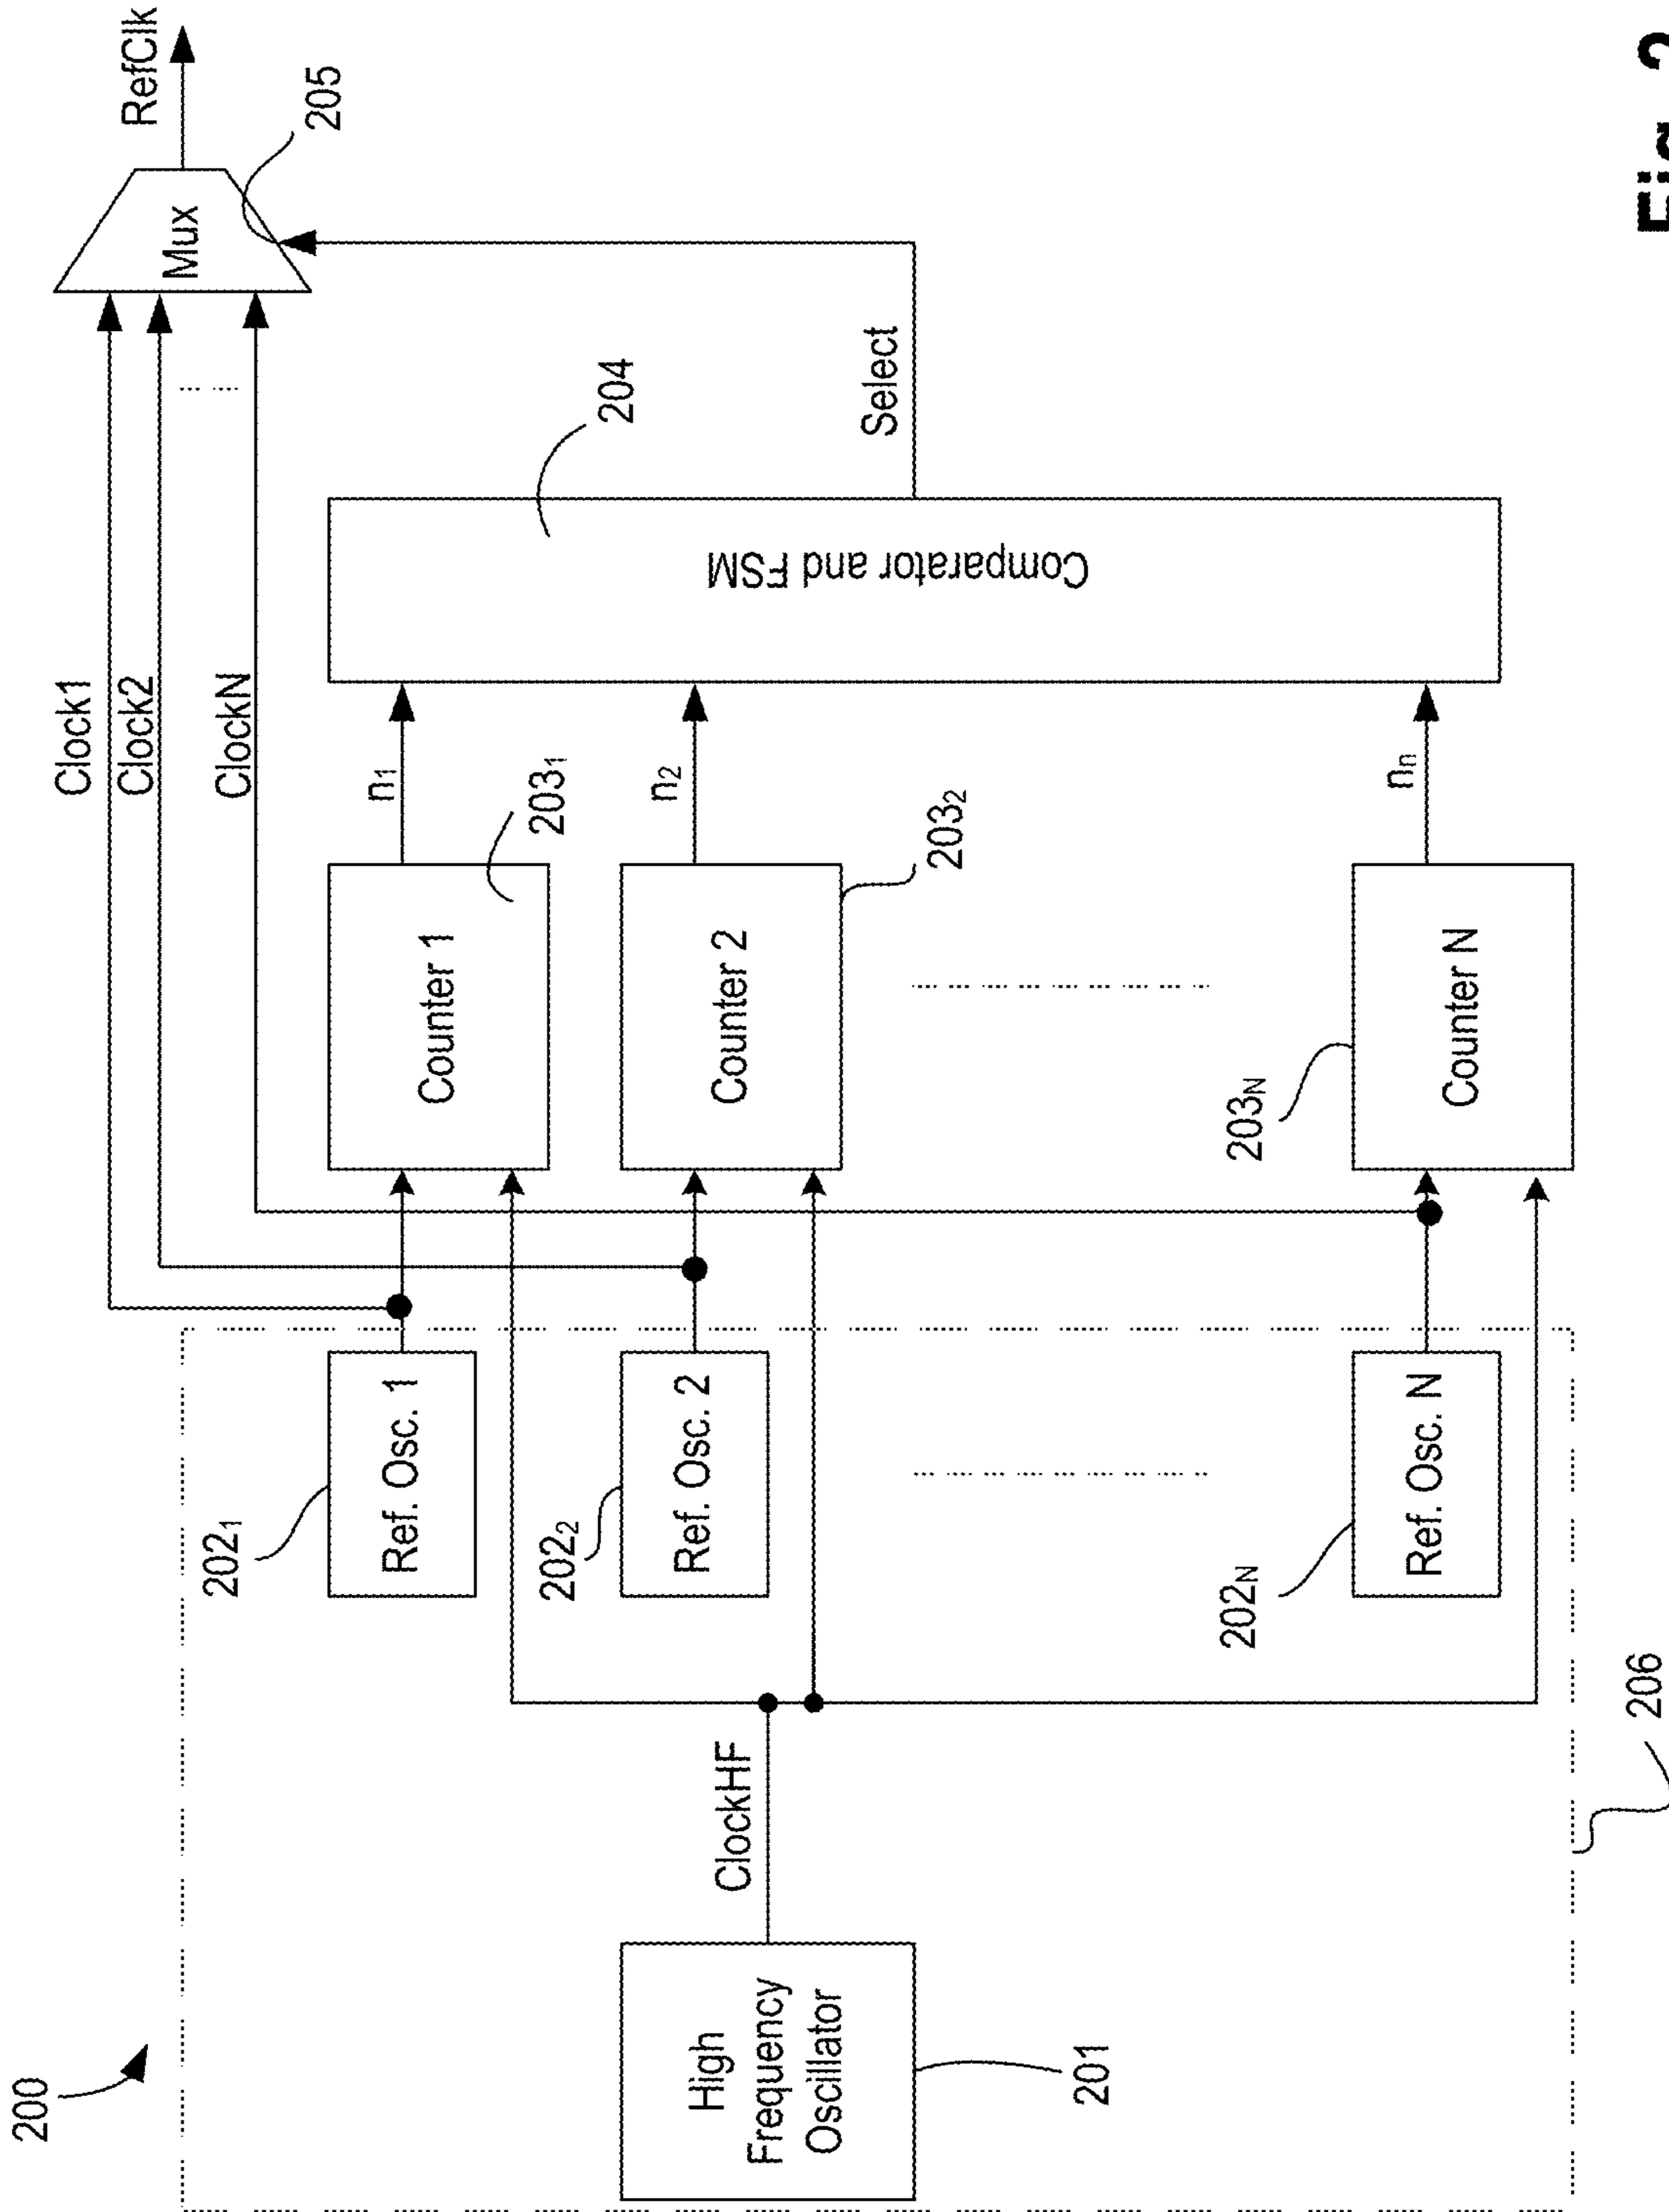 200
206
High
Frequency
Oscillator
201
ClockHF
202₁
Ref. Osc. 1
202₂
Ref. Osc. 2
202ₙ
Ref. Osc. N
Counter 1
203₁
Counter 2
203₂
Counter N
203ₙ
n₁
n₂
nₙ
Comparator and FSM
204
Select
Clock1
Clock2
ClockN
Mux
205
RefClk